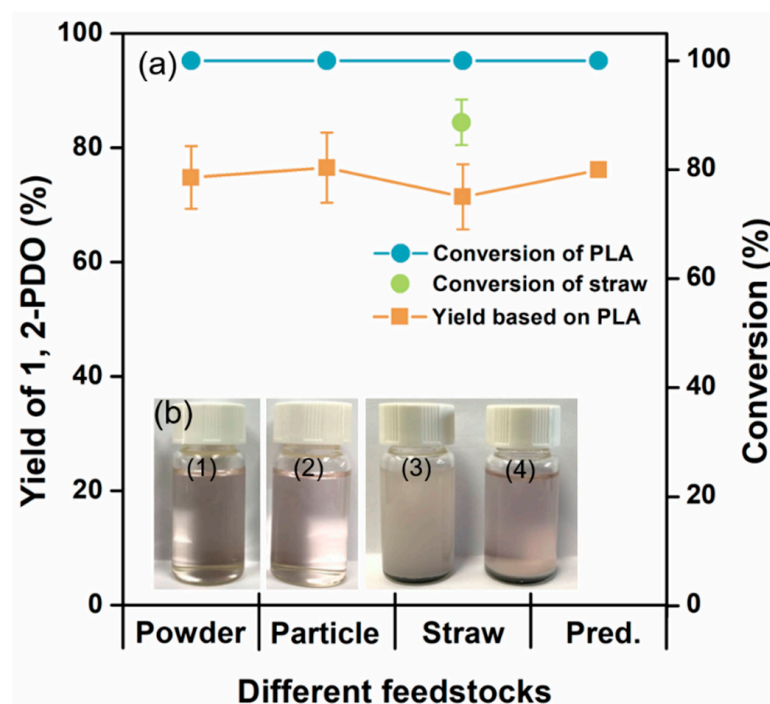 (a)
100
80
60
40
20
0
Yield of 1, 2-PDO (%)
100
80
60
40
20
0
Conversion (%)
Conversion of PLA
Conversion of straw
Yield based on PLA
(b)
(1)
(2)
(3)
(4)
Powder Particle Straw Pred.
Different feedstocks